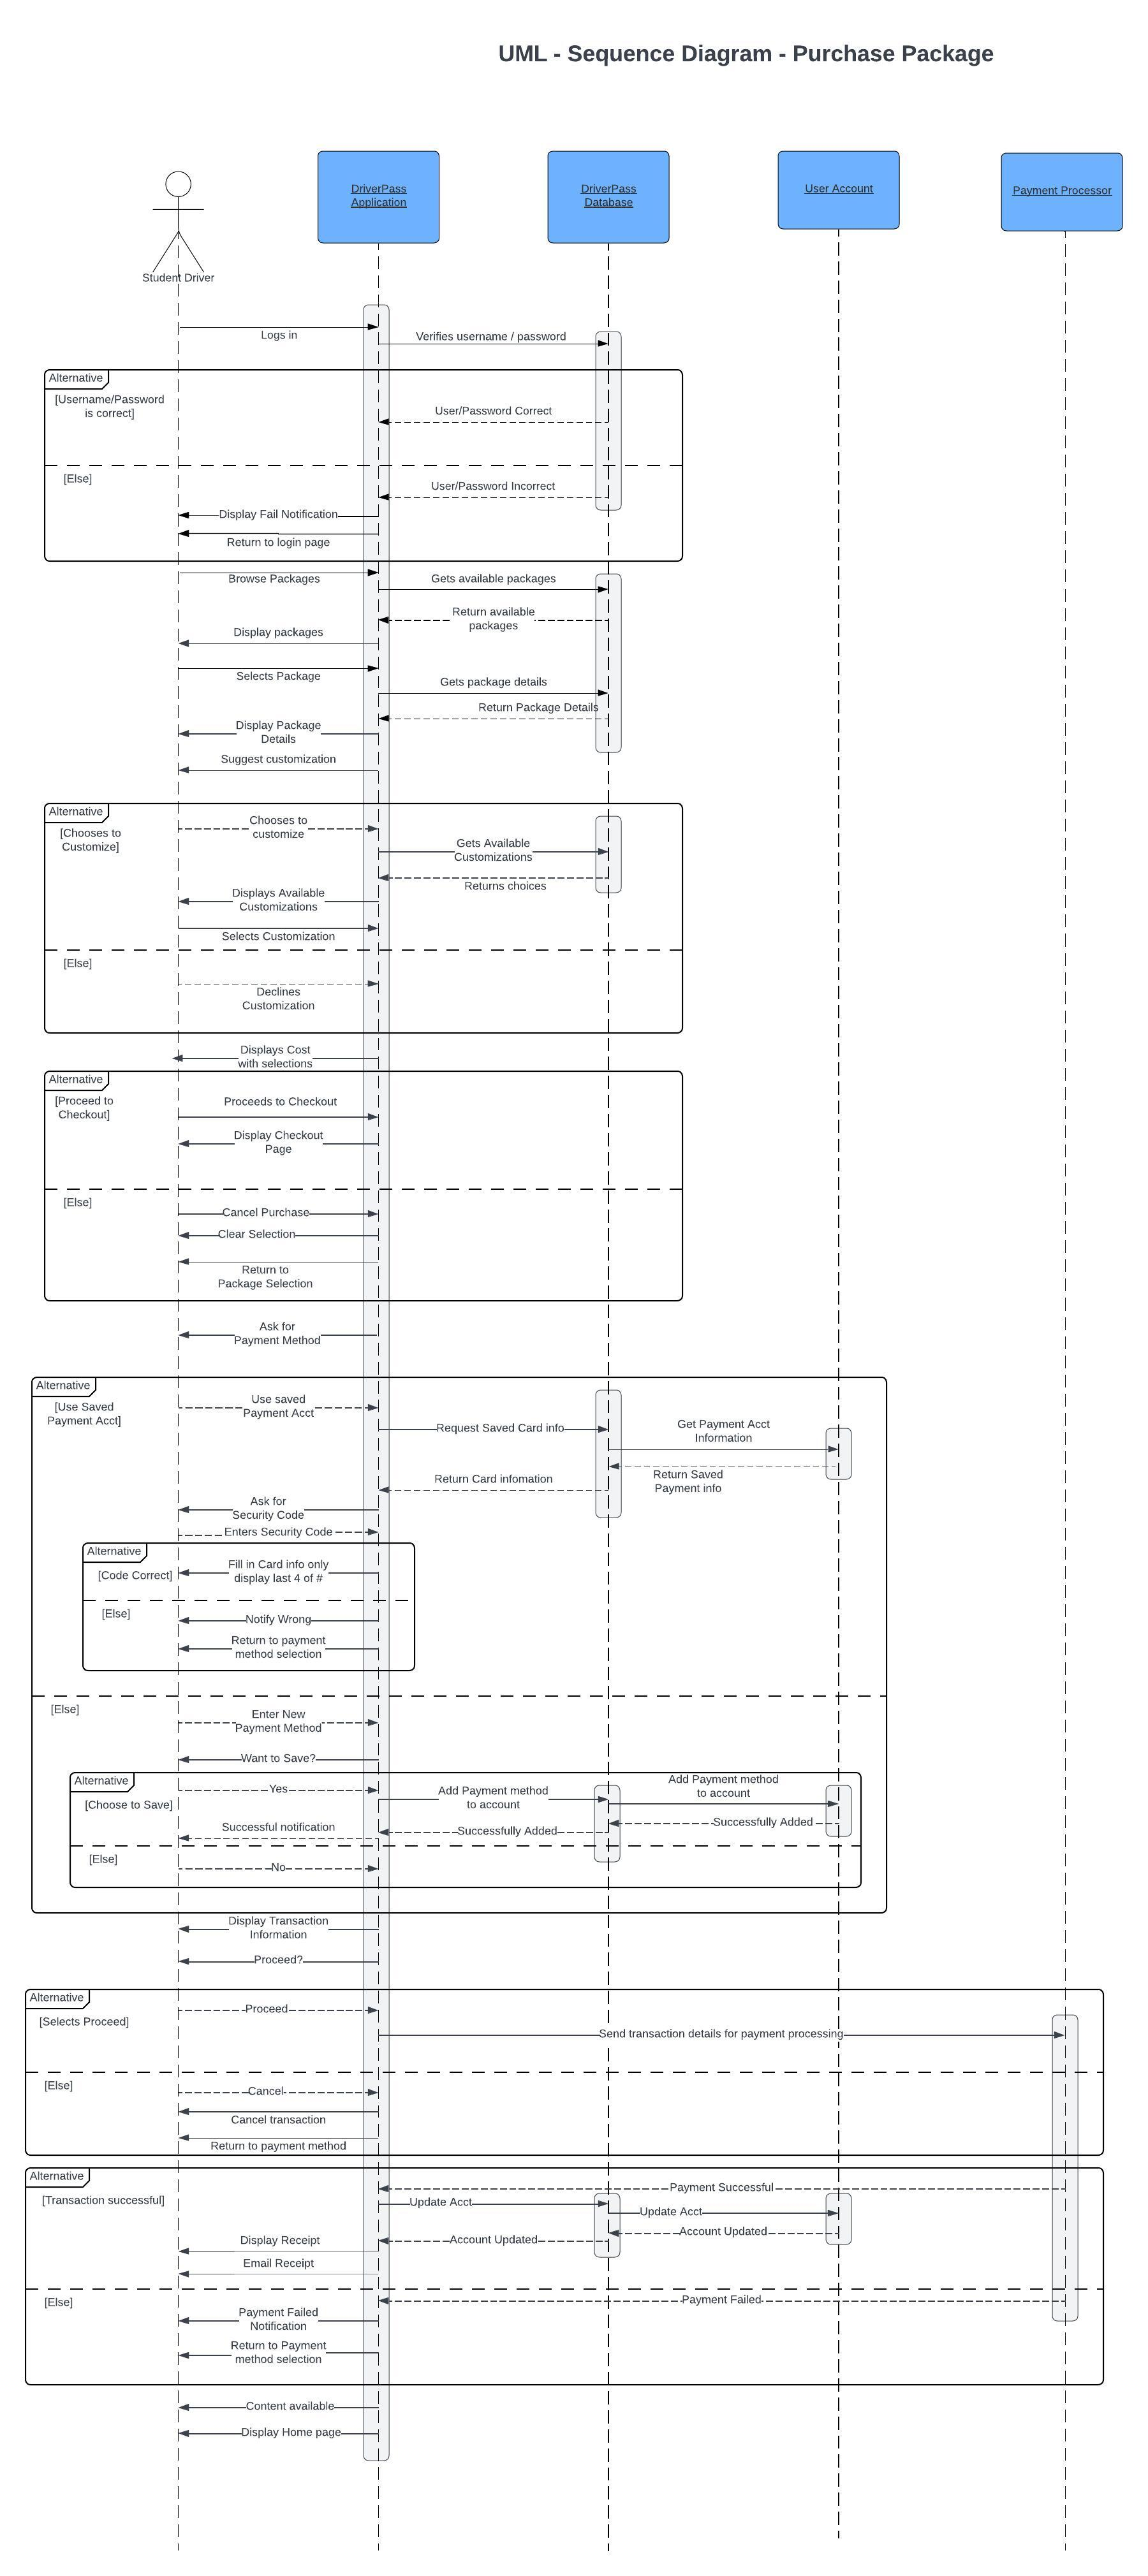 UML - Sequence Diagram - Purchase Package
DriverPass
Application
DriverPass
Database
User Account
Payment Processor
Student Driver
Logs in
Verifies username / password
Alternative
[Username/Password
is correct]
User/Password Correct
[Else]
User/Password Incorrect
Display Fail Notification
Return to login page
Browse Packages
Gets available packages
Return available
packages
Display packages
Selects Package
Gets package details
Return Package Details
Display Package
Details
Suggest customization
Alternative
[Chooses to
Customize]
Chooses to
customize
Gets Available
Customizations
Returns choices
Displays Available
Customizations
Selects Customization
[Else]
Declines
Customization
Displays Cost
with selections
Alternative
[Proceed to
Checkout]
Proceeds to Checkout
Display Checkout
Page
[Else]
Cancel Purchase
Clear Selection
Return to
Package Selection
Ask for
Payment Method
Alternative
[Use Saved
Payment Acct]
Use saved
Payment Acct
Request Saved Card info
Get Payment Acct
Information
Return Saved
Payment info
Return Card infomation
Ask for
Security Code
Enters Security Code
Alternative
[Code Correct]
Fill in Card info only
display last 4 of #
[Else]
Notify Wrong
Return to payment
method selection
[Else]
Enter New
Payment Method
Want to Save?
Alternative
[Choose to Save]
Yes
Add Payment method
to account
Add Payment method
to account
Successfully Added
Successfully Added
Successful notification
[Else]
No
Display Transaction
Information
Proceed?
Alternative
[Selects Proceed]
Proceed
Send transaction details for payment processing
[Else]
Cancel
Cancel transaction
Return to payment method
Alternative
[Transaction successful]
Payment Successful
Update Acct
Update Acct
Account Updated
Account Updated
Display Receipt
Email Receipt
[Else]
Payment Failed
Payment Failed
Notification
Return to Payment
method selection
Content available
Display Home page